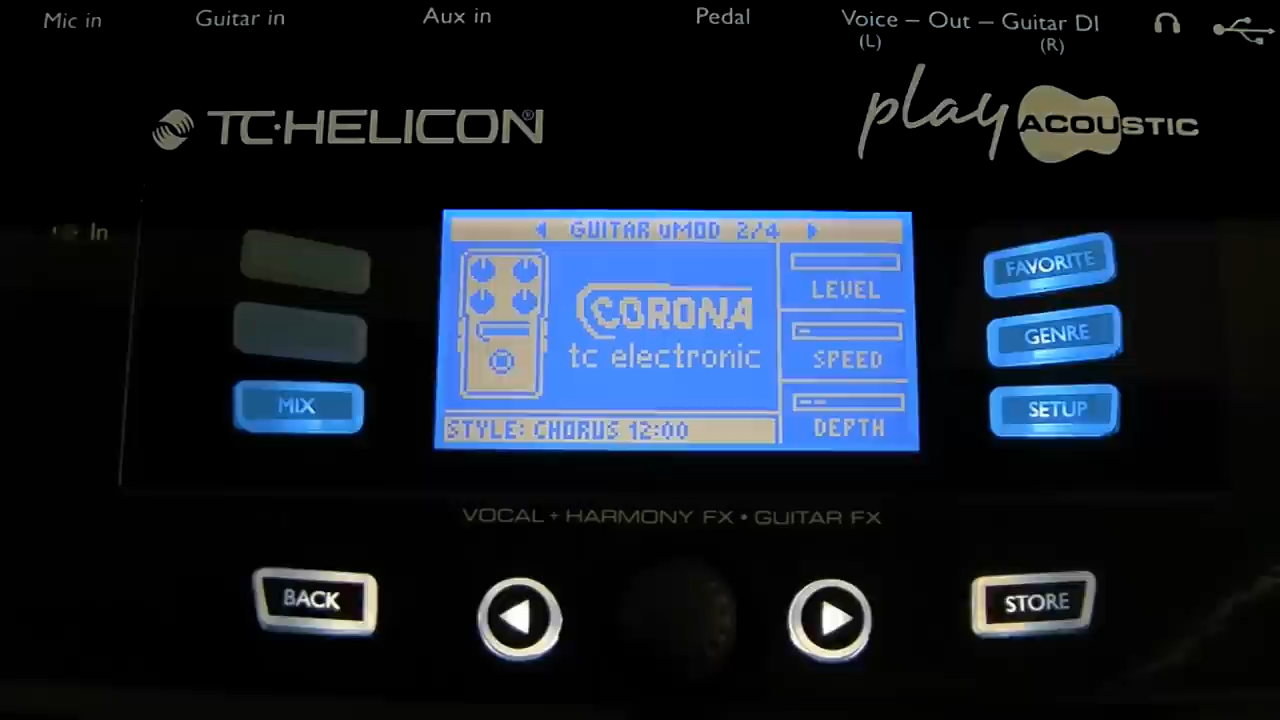 Mic in
Guitar in
Aux in
Pedal
Voice – Out – Guitar DI
(L)
(R)
TC·HELICON®
play ACOUSTIC
In
GUITAR uMOD 2/4
CORONA
tc electronic
LEVEL
SPEED
DEPTH
STYLE: CHORUS 12:00
MIX
FAVORITE
GENRE
SETUP
VOCAL + HARMONY FX • GUITAR FX
BACK
STORE